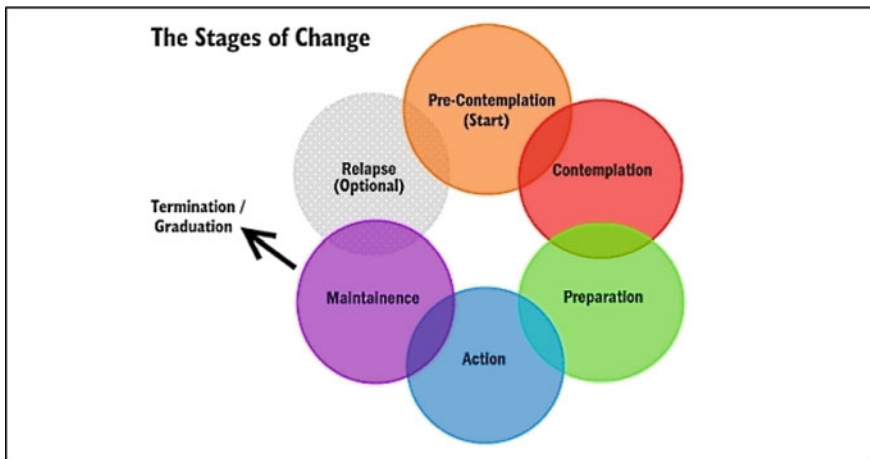 The Stages of Change
Pre-Contemplation
(Start)
Contemplation
Preparation
Action
Maintainence
Relapse
(Optional)
Termination /
Graduation